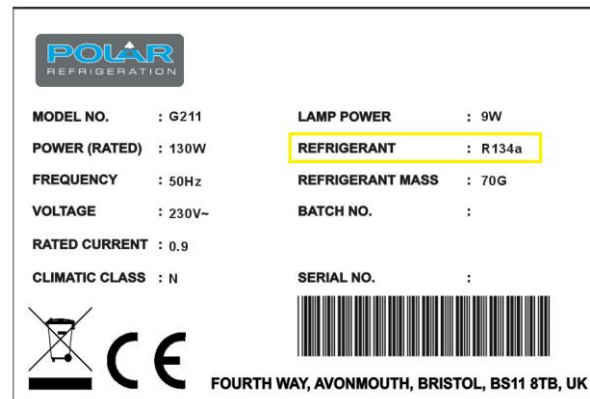 POLAR
REFRIGERATION
MODEL NO. : G211
LAMP POWER : 9W
POWER (RATED) : 130W
REFRIGERANT : R134a
FREQUENCY : 50Hz
REFRIGERANT MASS : 70G
VOLTAGE : 230V~
BATCH NO. :
RATED CURRENT : 0.9
CLIMATIC CLASS : N
SERIAL NO. :
CE
FOURTH WAY, AVONMOUTH, BRISTOL, BS11 8TB, UK